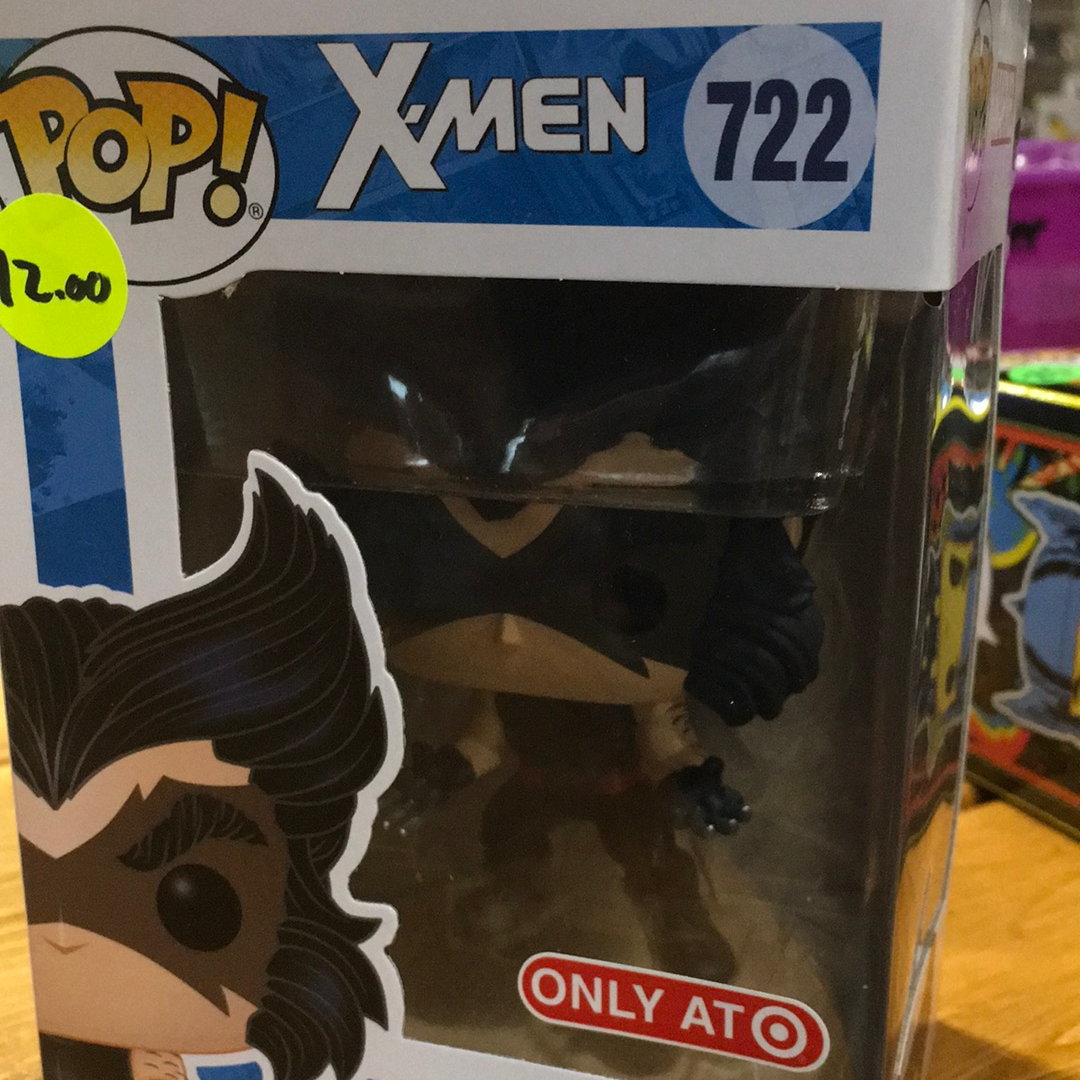 POP!®
X-MEN
722
12.00
ONLY AT